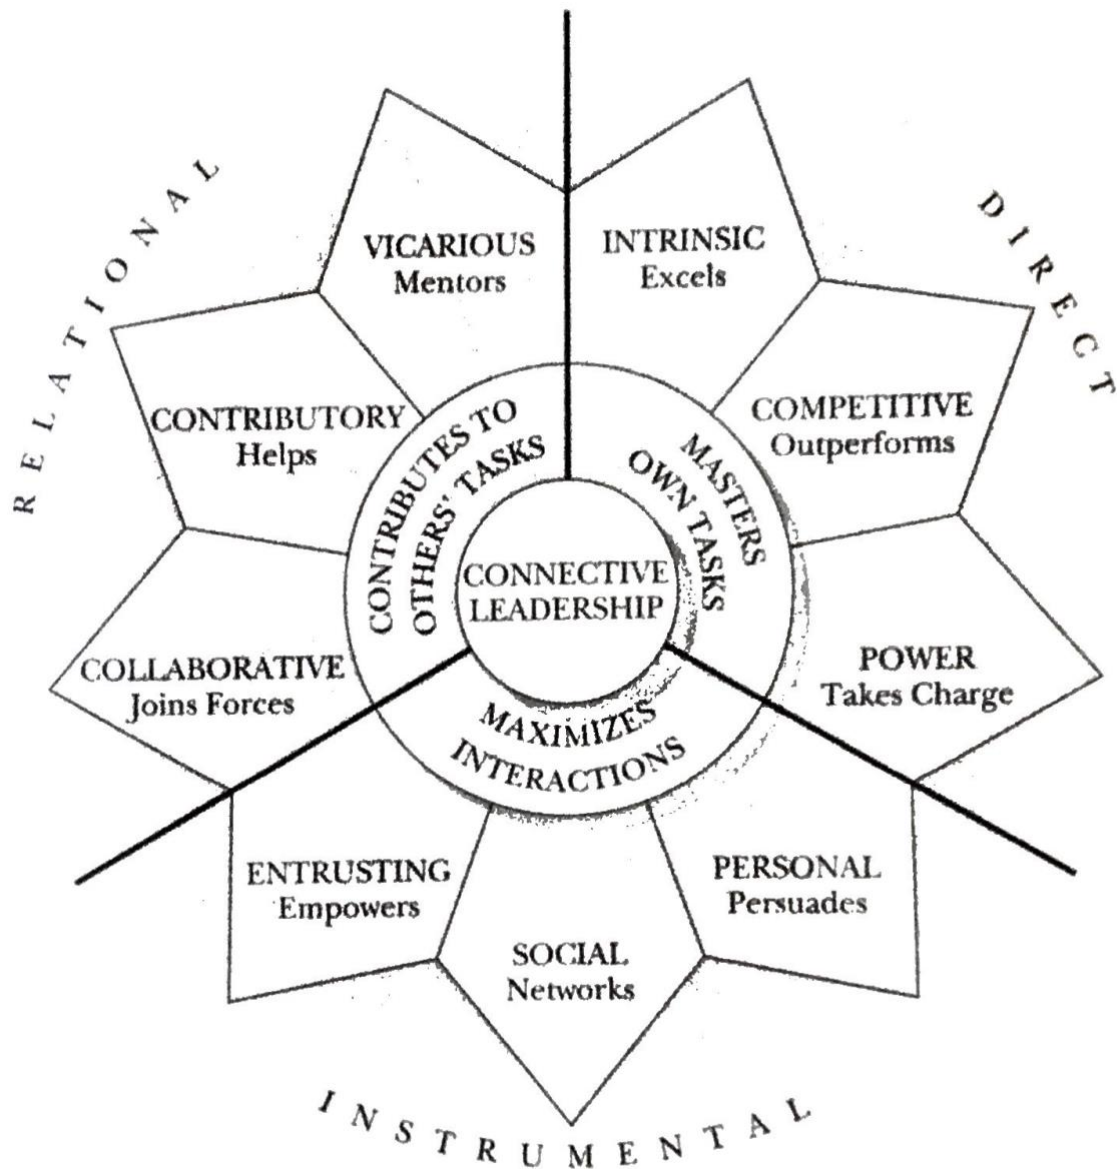 RELATIONAL
DIRECT
INSTRUMENTAL
VICARIOUS
Mentors
INTRINSIC
Excels
CONTRIBUTORY
Helps
COMPETITIVE
Outperforms
COLLABORATIVE
Joins Forces
POWER
Takes Charge
ENTRUSTING
Empowers
SOCIAL
Networks
PERSONAL
Persuades
CONTRIBUTES TO
OTHERS' TASKS
MASTERS
OWN TASKS
MAXIMIZES
INTERACTIONS
CONNECTIVE
LEADERSHIP